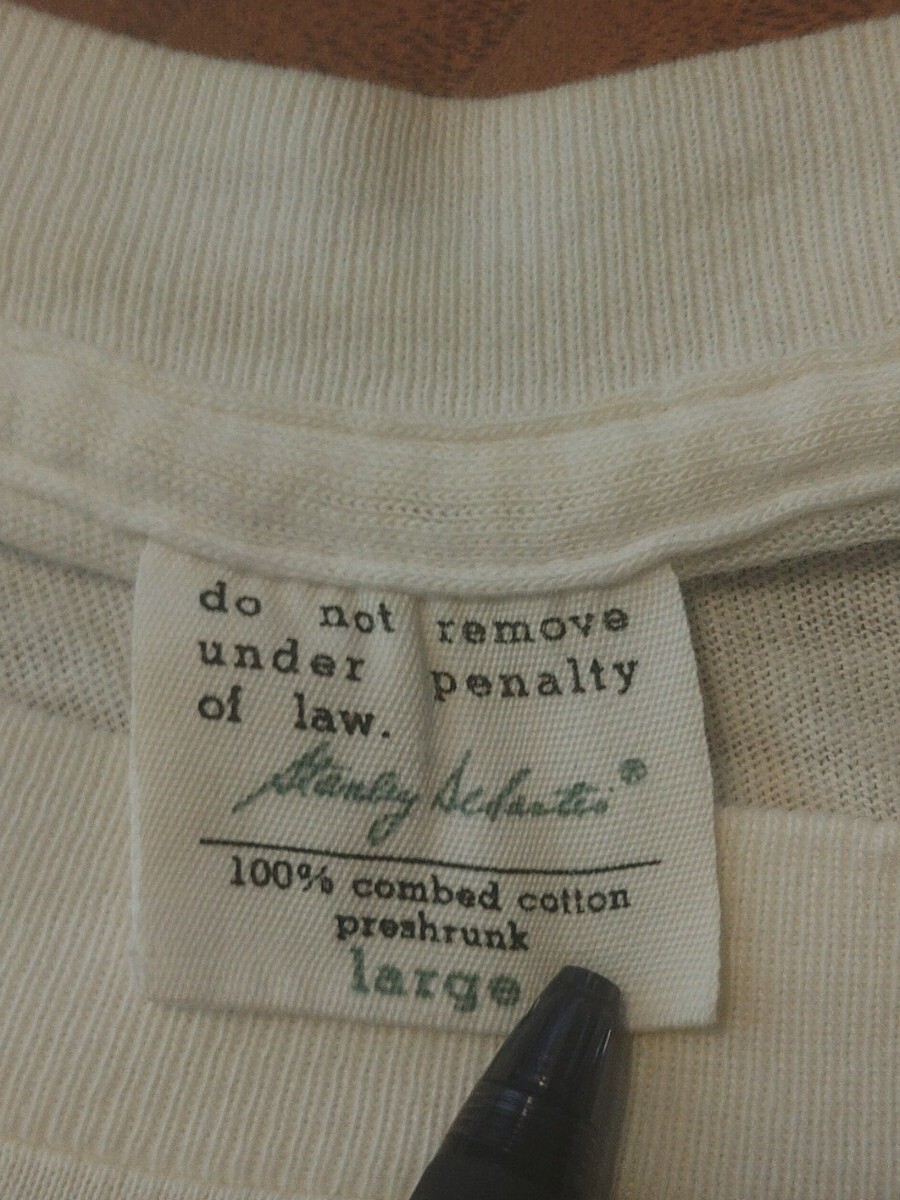 do not remove
under penalty
of law.
Stanley DeSantis®
100% combed cotton
preshrunk
large